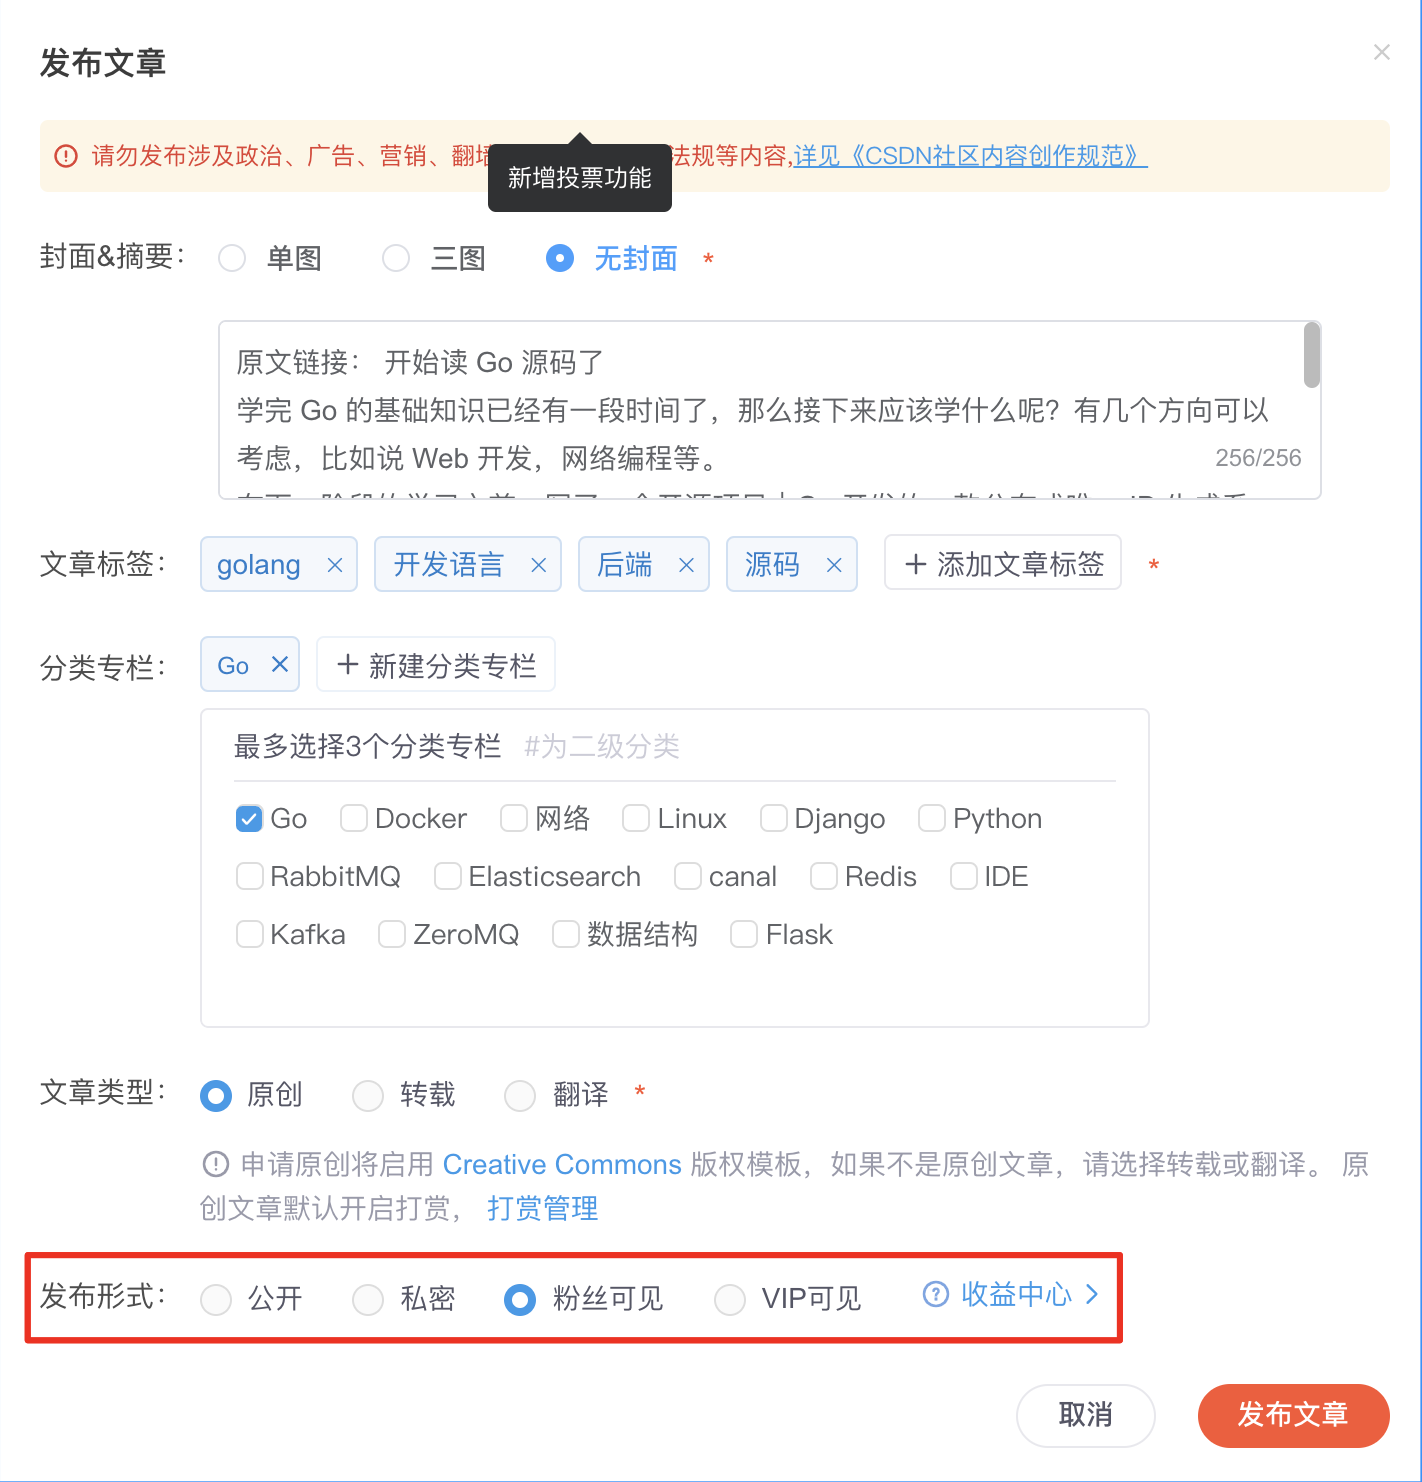 发布文章
请勿发布涉及政治、广告、营销、翻 法规等内容,详见《CSDN社区内容创作规范》
新增投票功能
封面&摘要： 单图 三图 无封面 *
原文链接： 开始读 Go 源码了
学完 Go 的基础知识已经有一段时间了，那么接下来应该学什么呢？有几个方向可以
考虑，比如说 Web 开发，网络编程等。
256/256
文章标签： golang × 开发语言 × 后端 × 源码 × + 添加文章标签 *
分类专栏： Go × + 新建分类专栏
最多选择3个分类专栏 #为二级分类
Go Docker 网络 Linux Django Python
RabbitMQ Elasticsearch canal Redis IDE
Kafka ZeroMQ 数据结构 Flask
文章类型： 原创 转载 翻译 *
申请原创将启用 Creative Commons 版权模板，如果不是原创文章，请选择转载或翻译。 原
创文章默认开启打赏， 打赏管理
发布形式： 公开 私密 粉丝可见 VIP可见 ? 收益中心 >
取消 发布文章